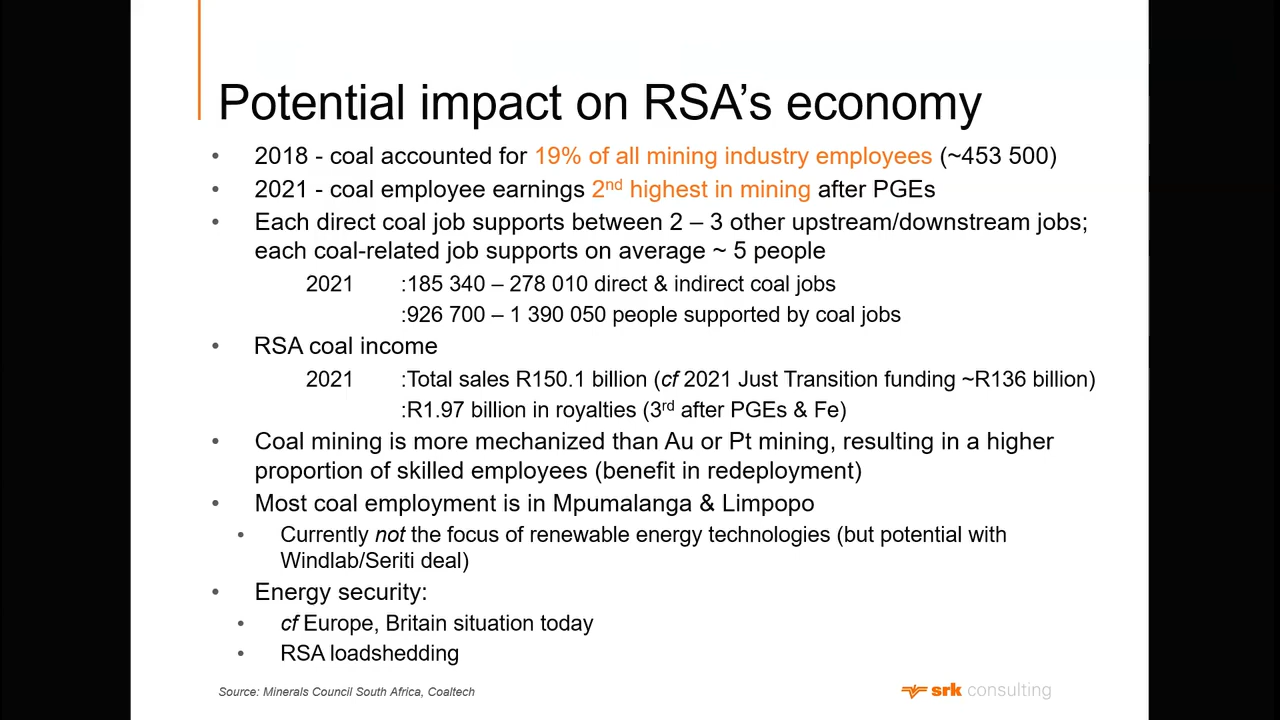 Potential impact on RSA's economy
• 2018 - coal accounted for 19% of all mining industry employees (~453 500)
• 2021 - coal employee earnings 2nd highest in mining after PGEs
• Each direct coal job supports between 2 – 3 other upstream/downstream jobs;
each coal-related job supports on average ~ 5 people
2021 :185 340 – 278 010 direct & indirect coal jobs
:926 700 – 1 390 050 people supported by coal jobs
• RSA coal income
2021 :Total sales R150.1 billion (cf 2021 Just Transition funding ~R136 billion)
:R1.97 billion in royalties (3rd after PGEs & Fe)
• Coal mining is more mechanized than Au or Pt mining, resulting in a higher
proportion of skilled employees (benefit in redeployment)
• Most coal employment is in Mpumalanga & Limpopo
• Currently not the focus of renewable energy technologies (but potential with
Windlab/Seriti deal)
• Energy security:
• cf Europe, Britain situation today
• RSA loadshedding
Source: Minerals Council South Africa, Coaltech
srk consulting